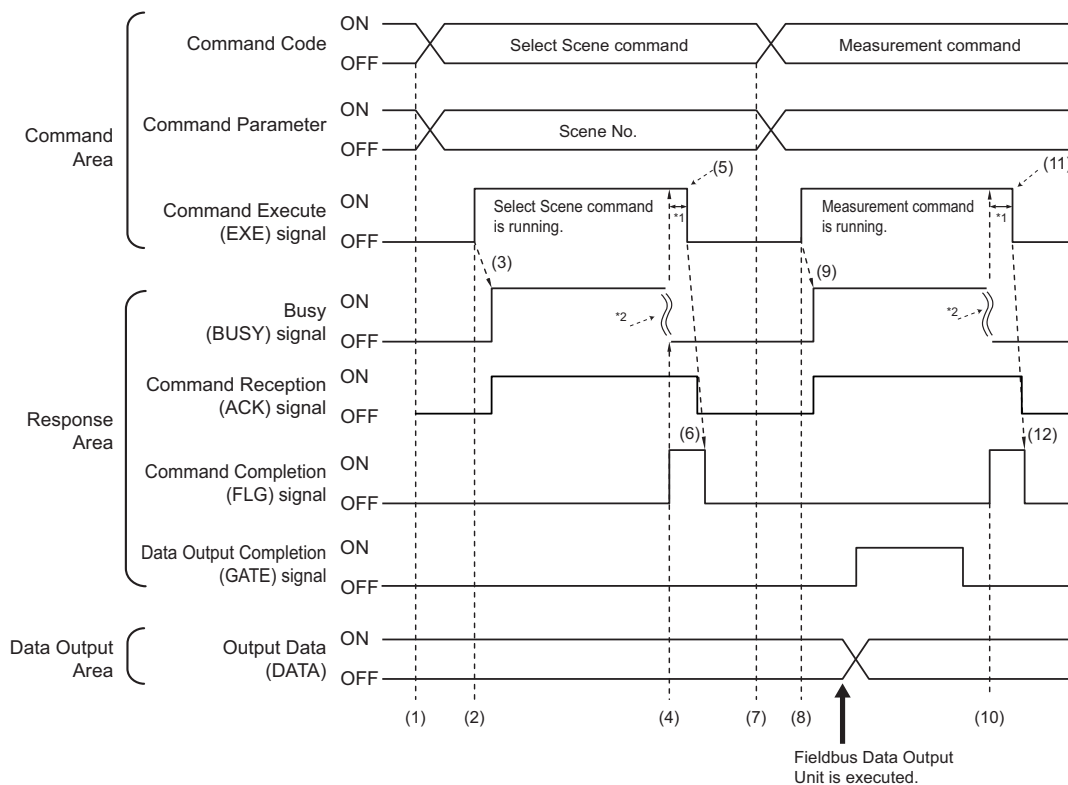 ON
Command Code
Select Scene command
Measurement command
OFF
ON
Command Parameter
Scene No.
OFF
Command
Area
(5)
(11)
ON
Command Execute
(EXE) signal
Select Scene command
is running.
*1
Measurement command
is running.
*1
OFF
(3)
(9)
ON
Busy
(BUSY) signal
*2
*2
OFF
ON
Command Reception
(ACK) signal
OFF
Response
Area
(6)
(12)
ON
Command Completion
(FLG) signal
OFF
ON
Data Output Completion
(GATE) signal
OFF
Data Output
Area
ON
Output Data
(DATA)
OFF
(1)
(2)
(4)
(7)
(8)
(10)
Fieldbus Data Output
Unit is executed.